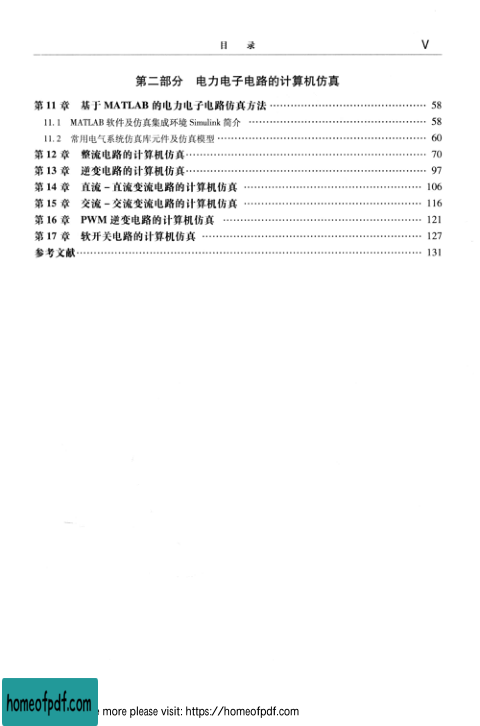 目 录 V
第二部分 电力电子电路的计算机仿真
第 11 章 基于 MATLAB 的电力电子电路仿真方法 …… 58
11.1 MATLAB 软件及仿真集成环境 Simulink 简介 …… 58
11.2 常用电气系统仿真库元件及仿真模型 …… 60
第 12 章 整流电路的计算机仿真 …… 70
第 13 章 逆变电路的计算机仿真 …… 97
第 14 章 直流－直流变流电路的计算机仿真 …… 106
第 15 章 交流－交流变流电路的计算机仿真 …… 116
第 16 章 PWM 逆变电路的计算机仿真 …… 121
第 17 章 软开关电路的计算机仿真 …… 127
参考文献 …… 131
homeofpdf.com
more please visit: https://homeofpdf.com